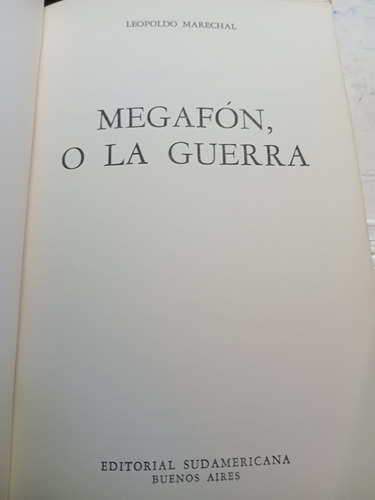 LEOPOLDO MARECHAL
MEGAFÓN,
O LA GUERRA
EDITORIAL SUDAMERICANA
BUENOS AIRES